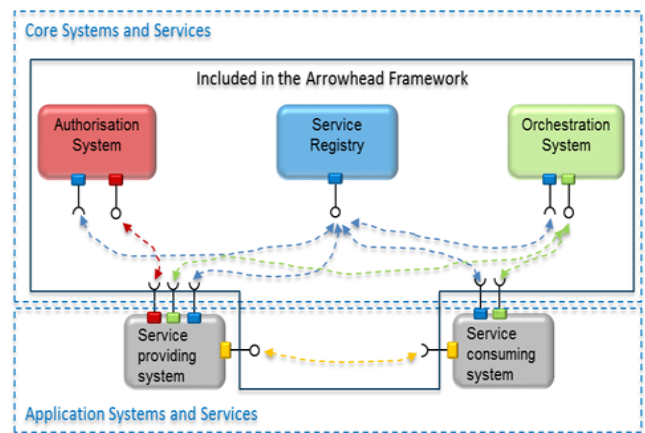 Core Systems and Services
Included in the Arrowhead Framework
Authorisation
System
Service
Registry
Orchestration
System
Service
providing
system
Service
consuming
system
Application Systems and Services